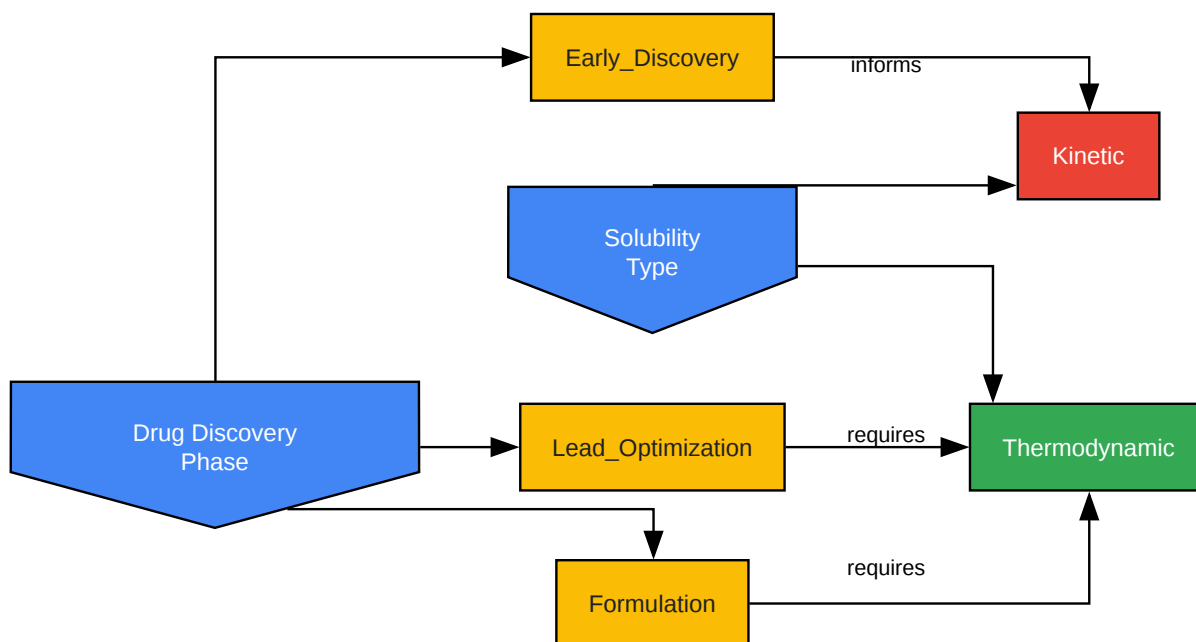 Early_Discovery
informs
Kinetic
Solubility
Type
Drug Discovery
Phase
Lead_Optimization
requires
Thermodynamic
Formulation
requires